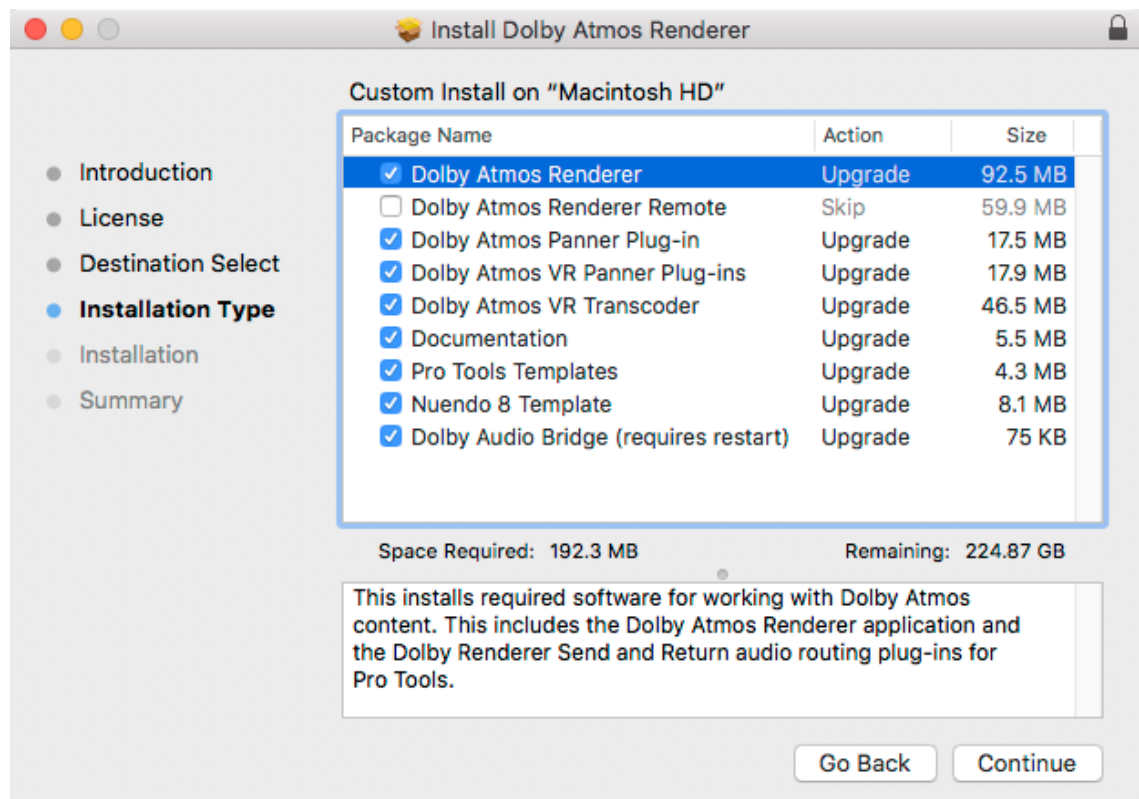 Install Dolby Atmos Renderer
Custom Install on “Macintosh HD”
Introduction
License
Destination Select
Installation Type
Installation
Summary
Package Name Action Size
Dolby Atmos Renderer Upgrade 92.5 MB
Dolby Atmos Renderer Remote Skip 59.9 MB
Dolby Atmos Panner Plug-in Upgrade 17.5 MB
Dolby Atmos VR Panner Plug-ins Upgrade 17.9 MB
Dolby Atmos VR Transcoder Upgrade 46.5 MB
Documentation Upgrade 5.5 MB
Pro Tools Templates Upgrade 4.3 MB
Nuendo 8 Template Upgrade 8.1 MB
Dolby Audio Bridge (requires restart) Upgrade 75 KB
Space Required: 192.3 MB Remaining: 224.87 GB
This installs required software for working with Dolby Atmos
content. This includes the Dolby Atmos Renderer application and
the Dolby Renderer Send and Return audio routing plug-ins for
Pro Tools.
Go Back Continue